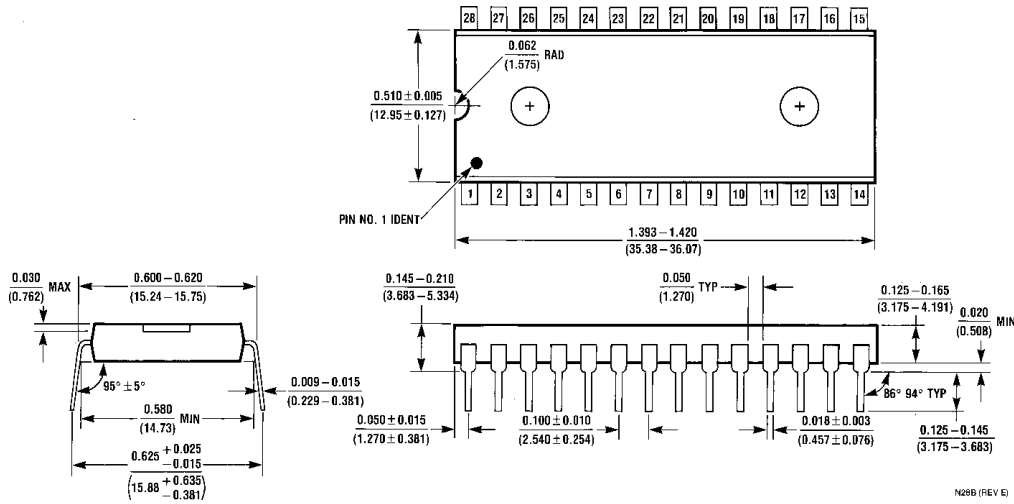 28 27 26 25 24 23 22 21 20 19 18 17 16 15
0.062
(1.575)
RAD
0.510 ± 0.005
(12.95 ± 0.127)
1 2 3 4 5 6 7 8 9 10 11 12 13 14
PIN NO. 1 IDENT
1.393 – 1.420
(35.38 – 36.07)
0.030
(0.762)
MAX
0.600 – 0.620
(15.24 – 15.75)
95° ± 5°
0.580
(14.73)
MIN
0.009 – 0.015
(0.229 – 0.381)
0.625 +0.025
−0.015
(15.88 +0.635
−0.381)
0.145 – 0.210
(3.683 – 5.334)
0.050
(1.270)
TYP
0.125 – 0.165
(3.175 – 4.191)
0.020
(0.508)
MIN
86° 94° TYP
0.050 ± 0.015
(1.270 ± 0.381)
0.100 ± 0.010
(2.540 ± 0.254)
0.018 ± 0.003
(0.457 ± 0.076)
0.125 – 0.145
(3.175 – 3.683)
N28B (REV E)